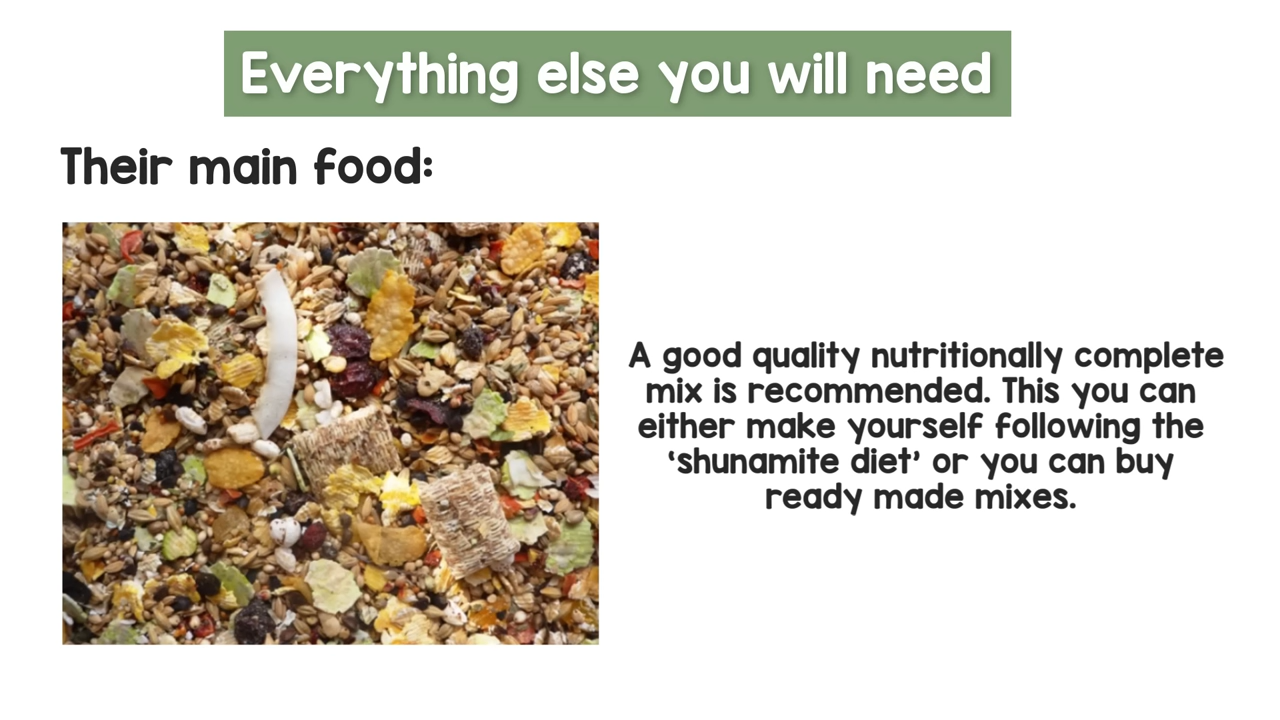 Everything else you will need
Their main food:
A good quality nutritionally complete
mix is recommended. This you can
either make yourself following the
‘shunamite diet’ or you can buy
ready made mixes.